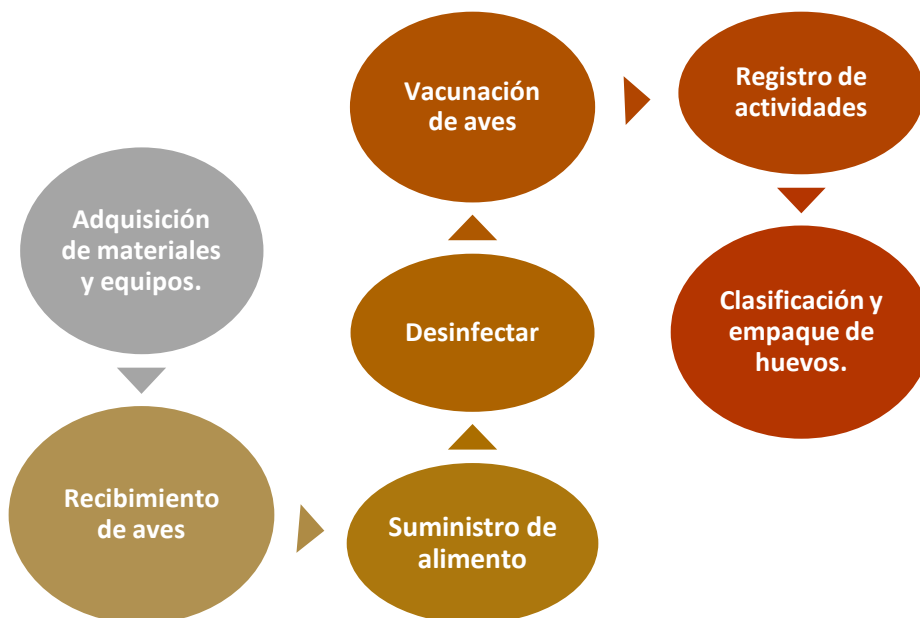 Adquisición
de materiales
y equipos.
Recibimiento
de aves
Suministro de
alimento
Desinfectar
Vacunación
de aves
Registro de
actividades
Clasificación y
empaque de
huevos.